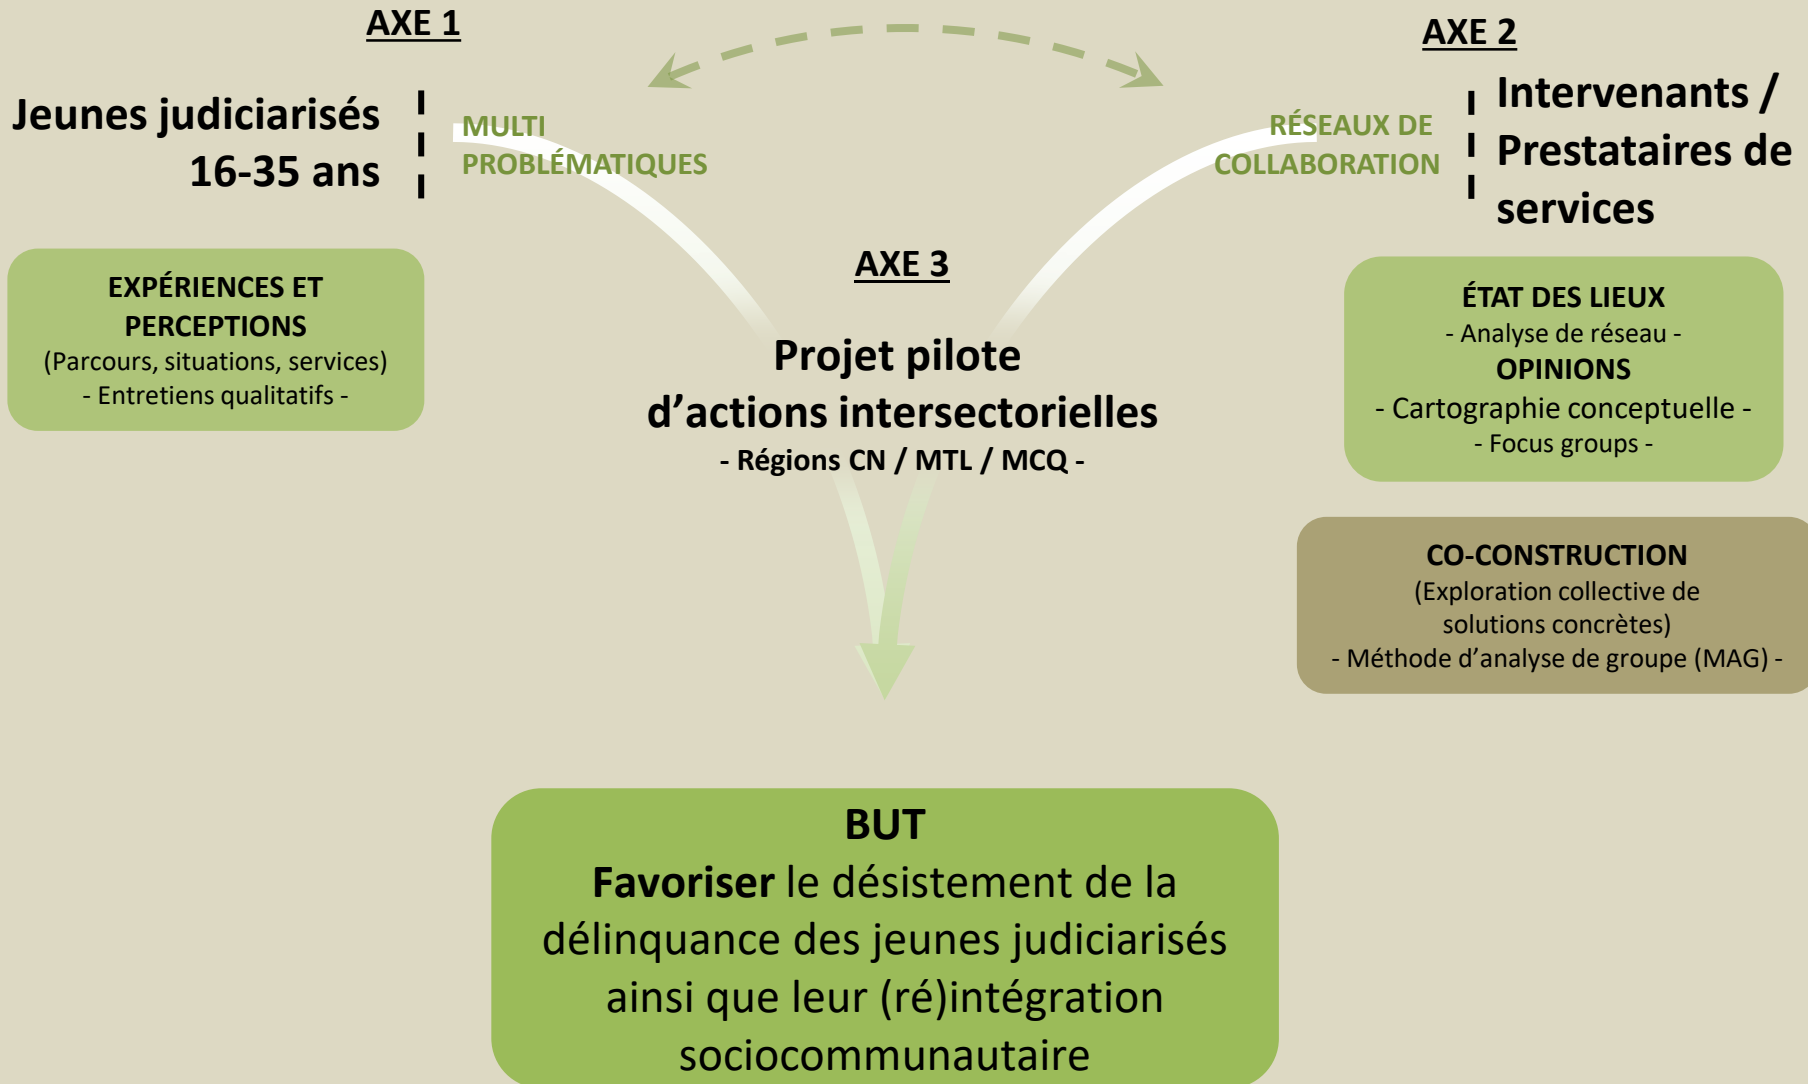 AXE 1
Jeunes judiciarisés
16-35 ans
MULTI
PROBLÉMATIQUES
EXPÉRIENCES ET
PERCEPTIONS
(Parcours, situations, services)
- Entretiens qualitatifs -
AXE 2
RÉSEAUX DE
COLLABORATION
Intervenants /
Prestataires de
services
ÉTAT DES LIEUX
- Analyse de réseau -
OPINIONS
- Cartographie conceptuelle -
- Focus groups -
CO-CONSTRUCTION
(Exploration collective de
solutions concrètes)
- Méthode d’analyse de groupe (MAG) -
AXE 3
Projet pilote
d’actions intersectorielles
- Régions CN / MTL / MCQ -
BUT
Favoriser le désistement de la
délinquance des jeunes judiciarisés
ainsi que leur (ré)intégration
sociocommunautaire